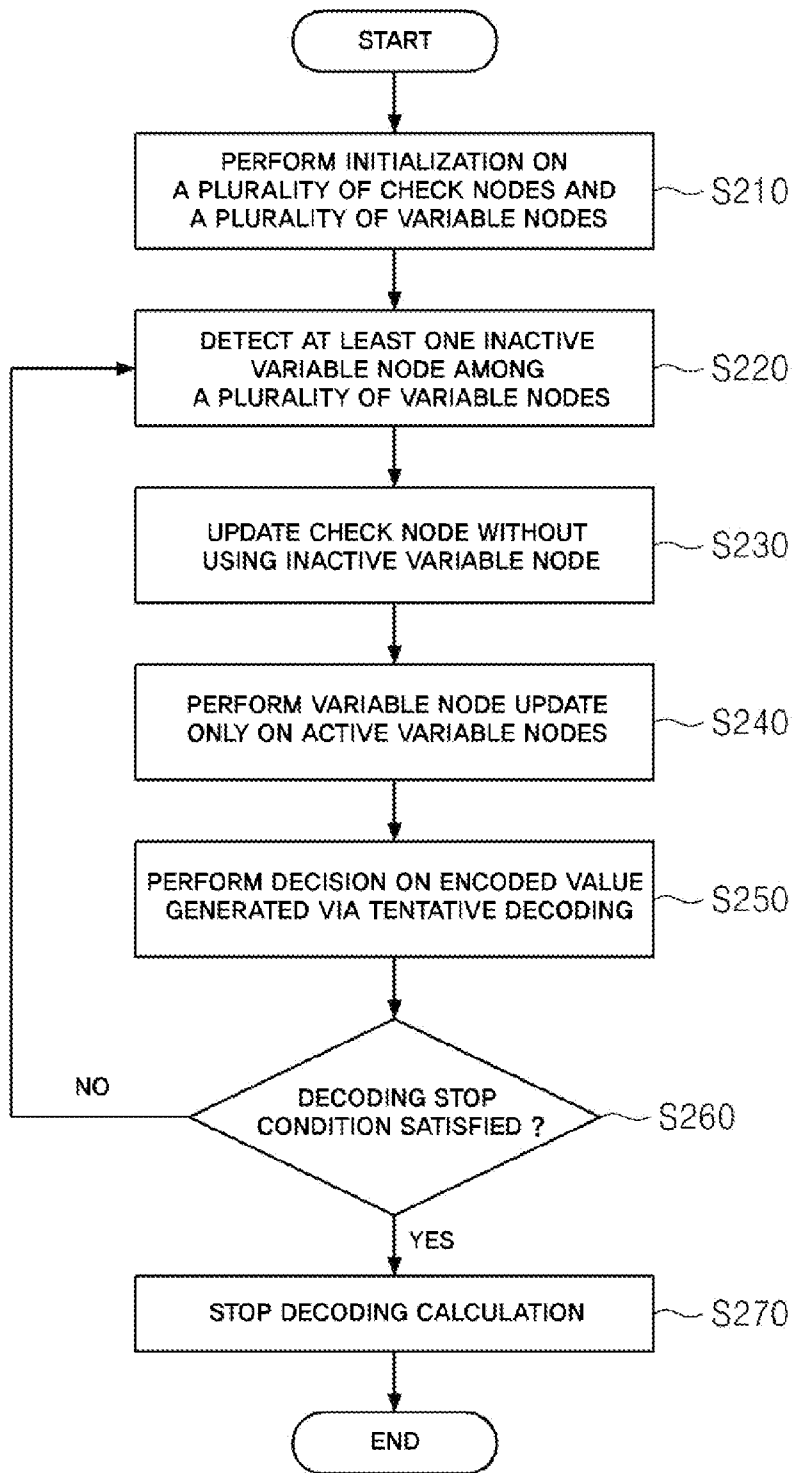 START
PERFORM INITIALIZATION ON
A PLURALITY OF CHECK NODES AND
A PLURALITY OF VARIABLE NODES
S210
DETECT AT LEAST ONE INACTIVE
VARIABLE NODE AMONG
A PLURALITY OF VARIABLE NODES
S220
UPDATE CHECK NODE WITHOUT
USING INACTIVE VARIABLE NODE
S230
PERFORM VARIABLE NODE UPDATE
ONLY ON ACTIVE VARIABLE NODES
S240
PERFORM DECISION ON ENCODED VALUE
GENERATED VIA TENTATIVE DECODING
S250
NO
DECODING STOP
CONDITION SATISFIED ?
S260
YES
STOP DECODING CALCULATION
S270
END